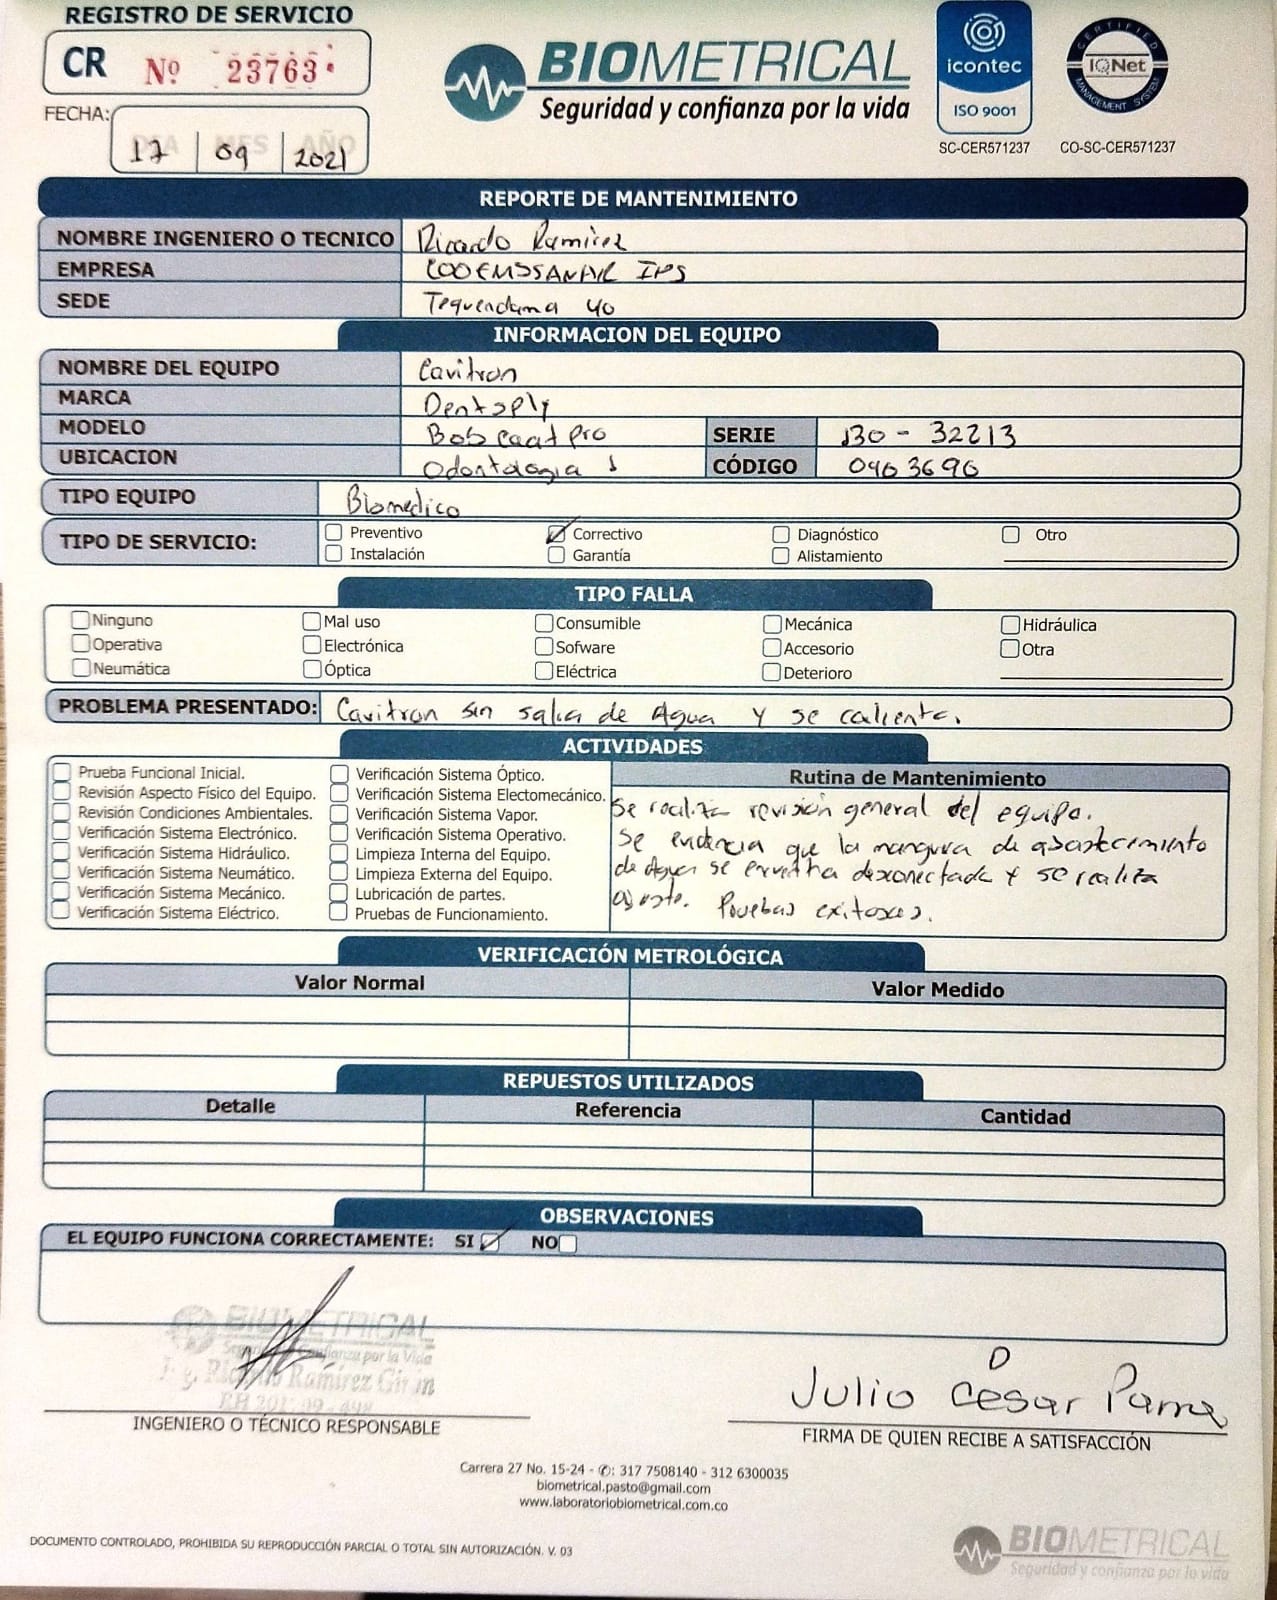 REGISTRO DE SERVICIO
CR Nº 23763
FECHA: DIA MES AÑO
17 09 2021
BIOMETRICAL
Seguridad y confianza por la vida
icontec
ISO 9001
SC-CER571237
CERTIFIED
IQNet
MANAGEMENT SYSTEM
CO-SC-CER571237
REPORTE DE MANTENIMIENTO
NOMBRE INGENIERO O TECNICO Ricardo Ramirez
EMPRESA COOEMSSANAR IPS
SEDE Tequendama 40
INFORMACION DEL EQUIPO
NOMBRE DEL EQUIPO Cavitron
MARCA Dentsply
MODELO Bobcaat pro SERIE 130 - 32213
UBICACION Odontologia 1 CÓDIGO 0403690
TIPO EQUIPO Biomedico
TIPO DE SERVICIO: Preventivo Correctivo Diagnóstico Otro
Instalación Garantía Alistamiento
TIPO FALLA
Ninguno Mal uso Consumible Mecánica Hidráulica
Operativa Electrónica Sofware Accesorio Otra
Neumática Óptica Eléctrica Deterioro
PROBLEMA PRESENTADO: Cavitron sin salia de Agua y se calienta.
ACTIVIDADES
Prueba Funcional Inicial.
Revisión Aspecto Físico del Equipo.
Revisión Condiciones Ambientales.
Verificación Sistema Electrónico.
Verificación Sistema Hidráulico.
Verificación Sistema Neumático.
Verificación Sistema Mecánico.
Verificación Sistema Eléctrico.
Verificación Sistema Óptico.
Verificación Sistema Electomecánico.
Verificación Sistema Vapor.
Verificación Sistema Operativo.
Limpieza Interna del Equipo.
Limpieza Externa del Equipo.
Lubricación de partes.
Pruebas de Funcionamiento.
Rutina de Mantenimiento
Se realiza revisión general del equipo.
Se evidencia que la manguera de abastecimiento
de Agua se encuentra desconectada y se realiza
ajuste. Pruebas exitosas.
VERIFICACIÓN METROLÓGICA
Valor Normal Valor Medido
REPUESTOS UTILIZADOS
Detalle Referencia Cantidad
OBSERVACIONES
EL EQUIPO FUNCIONA CORRECTAMENTE: SI NO
BIOMETRICAL
Seguridad y Confianza por la Vida
Ing. Ricardo Ramírez
INGENIERO O TÉCNICO RESPONSABLE
D
Julio Cesar Parra
FIRMA DE QUIEN RECIBE A SATISFACCIÓN
Carrera 27 No. 15-24 - ✆: 317 7508140 - 312 6300035
biometrical.pasto@gmail.com
www.laboratoriobiometrical.com.co
DOCUMENTO CONTROLADO, PROHIBIDA SU REPRODUCCIÓN PARCIAL O TOTAL SIN AUTORIZACIÓN. V. 03
BIOMETRICAL
Seguridad y confianza por la vida